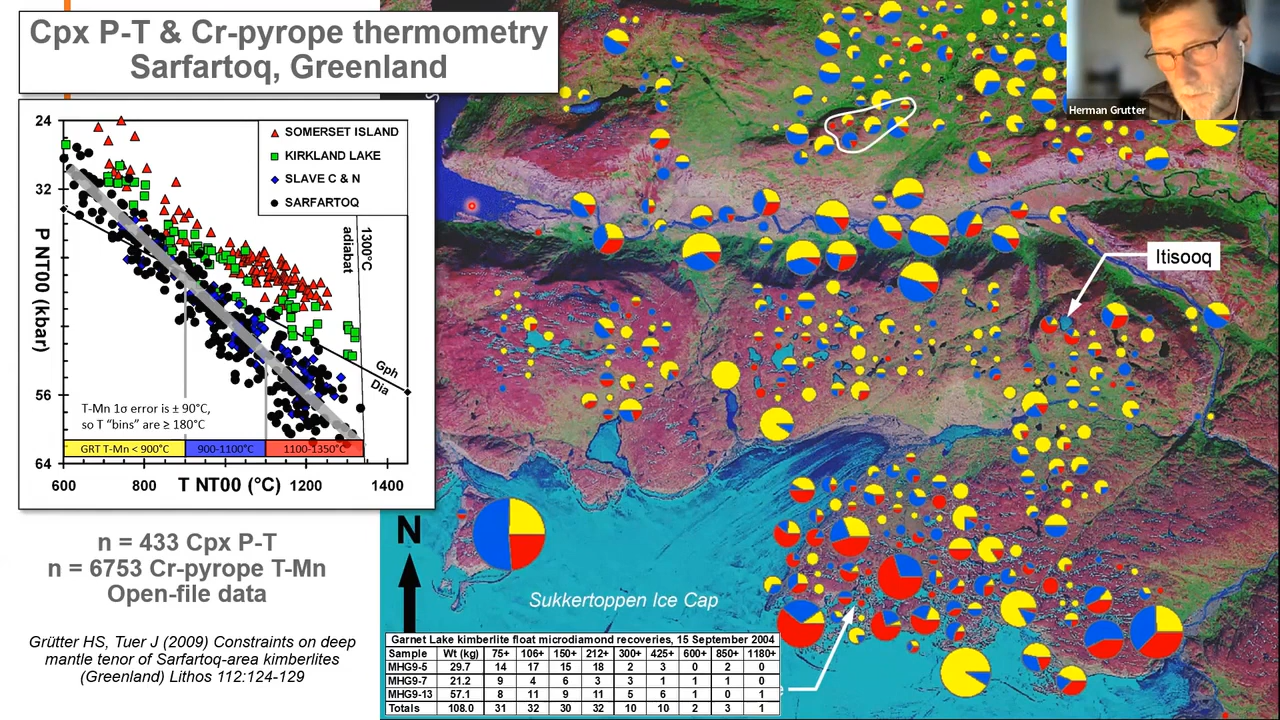 Cpx P-T & Cr-pyrope thermometry
Sarfartoq, Greenland
Herman Grutter
SOMERSET ISLAND
KIRKLAND LAKE
SLAVE C & N
SARFARTOQ
24
32
56
64
P NT00 (kbar)
1300°C
adiabat
Gph
Dia
T-Mn 1σ error is ± 90°C,
so T "bins" are ≥ 180°C
GRT T-Mn < 900°C 900-1100°C 1100-1350°C
600 800 1200 1400
T NT00 (°C)
Itisooq
n = 433 Cpx P-T
n = 6753 Cr-pyrope T-Mn
Open-file data
Grütter HS, Tuer J (2009) Constraints on deep
mantle tenor of Sarfartoq-area kimberlites
(Greenland) Lithos 112:124-129
N
Sukkertoppen Ice Cap
Garnet Lake kimberlite float microdiamond recoveries, 15 September 2004
Sample Wt (kg) 75+ 106+ 150+ 212+ 300+ 425+ 600+ 850+ 1180+
MHG9-5 29.7 14 17 15 18 2 3 0 2 0
MHG9-7 21.2 9 4 6 3 3 1 1 1 0
MHG9-13 57.1 8 11 9 11 5 6 1 0 1
Totals 108.0 31 32 30 32 10 10 2 3 1